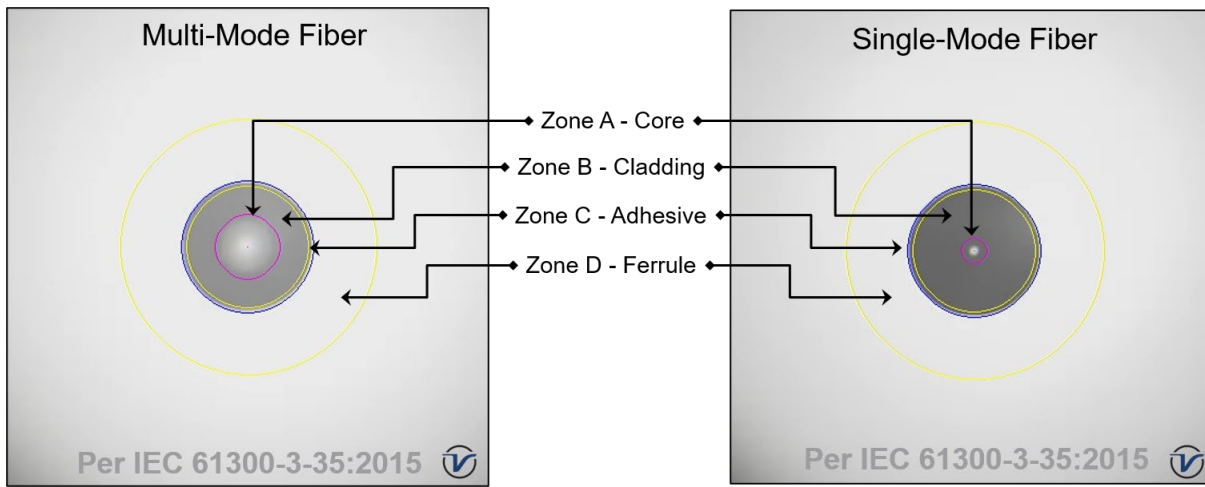 Multi-Mode Fiber
Single-Mode Fiber
Zone A - Core
Zone B - Cladding
Zone C - Adhesive
Zone D - Ferrule
Per IEC 61300-3-35:2015
Per IEC 61300-3-35:2015